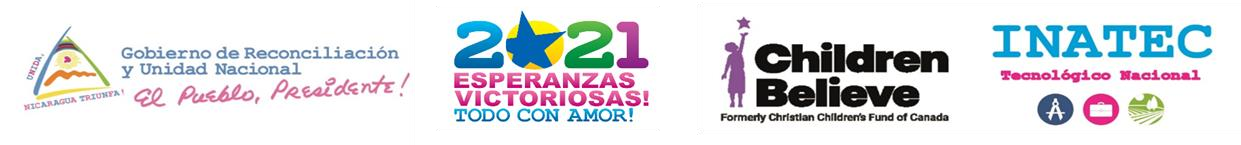 UNIDA,
NICARAGUA TRIUNFA!
Gobierno de Reconciliación
y Unidad Nacional
El Pueblo, Presidente!
2021
ESPERANZAS
VICTORIOSAS!
TODO CON AMOR!
Children
Believe
Formerly Christian Children's Fund of Canada
INATEC
Tecnológico Nacional